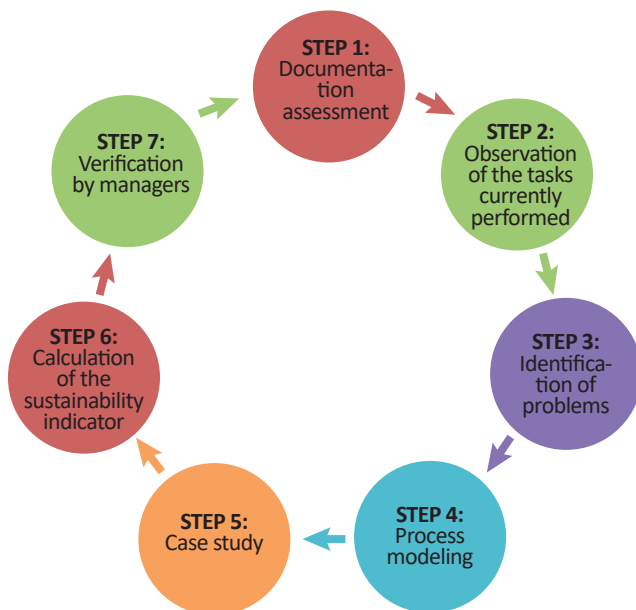 STEP 1:
Documenta-
tion
assessment
STEP 2:
Observation
of the tasks
currently
performed
STEP 3:
Identifica-
tion of
problems
STEP 4:
Process
modeling
STEP 5:
Case study
STEP 6:
Calculation
of the
sustainability
indicator
STEP 7:
Verification
by managers